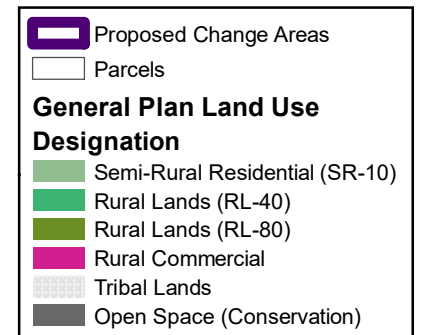 Proposed Change Areas
Parcels
General Plan Land Use
Designation
Semi-Rural Residential (SR-10)
Rural Lands (RL-40)
Rural Lands (RL-80)
Rural Commercial
Tribal Lands
Open Space (Conservation)